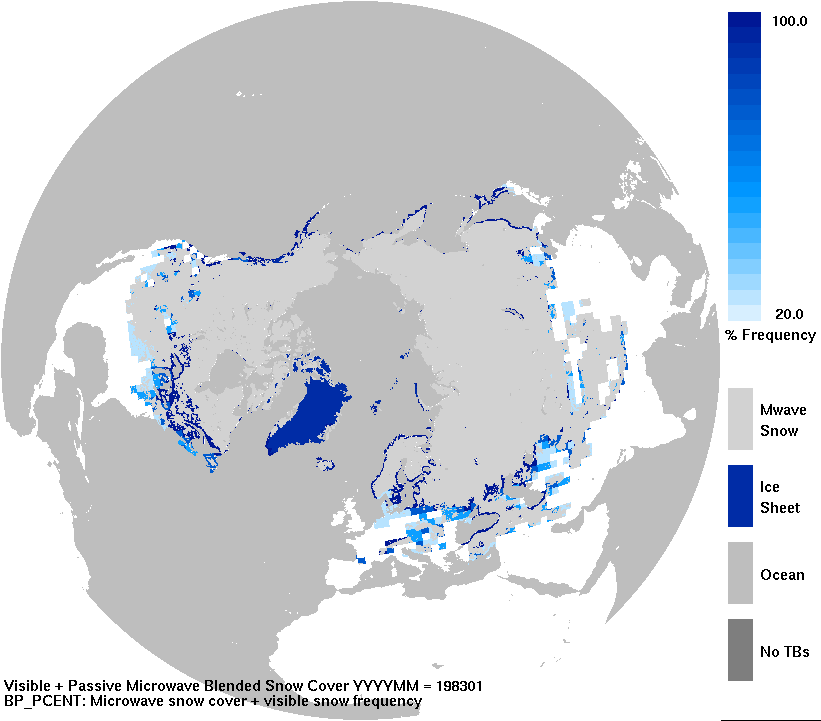 100.0
20.0
% Frequency
Mwave
Snow
Ice
Sheet
Ocean
No TBs
Visible + Passive Microwave Blended Snow Cover YYYYMM = 198301
BP_PCENT: Microwave snow cover + visible snow frequency